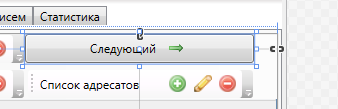 исем Статистика
Следующий
Список адресатов